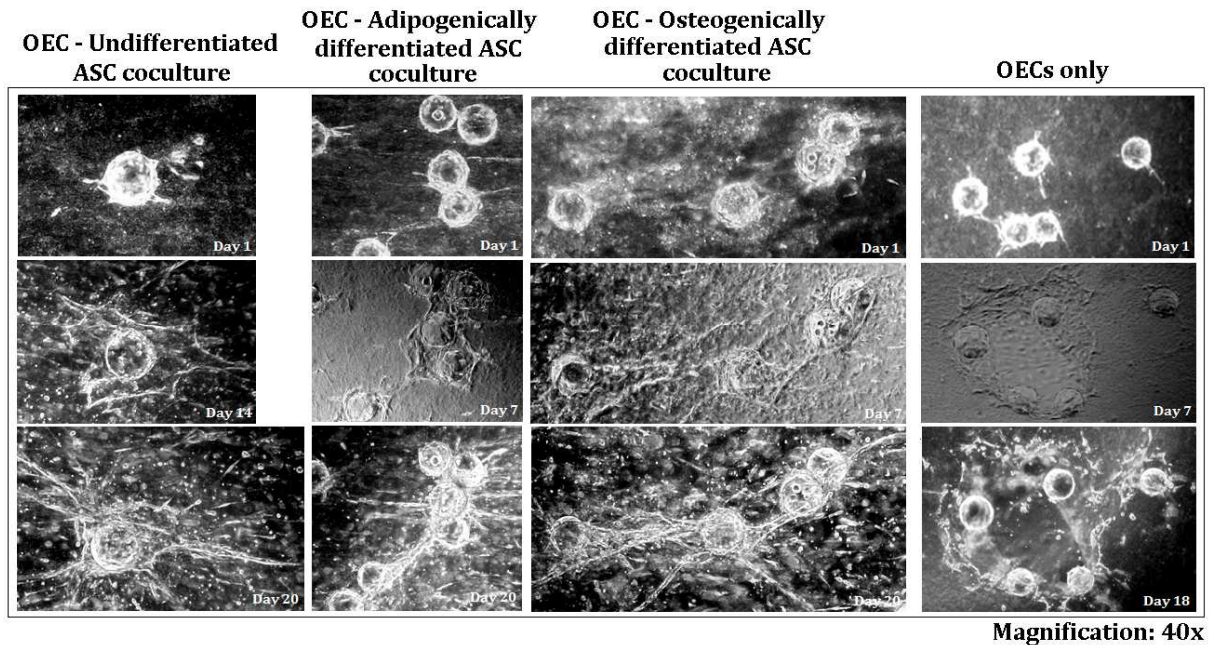 OEC - Undifferentiated
ASC coculture
OEC - Adipogenically
differentiated ASC
coculture
OEC - Osteogenically
differentiated ASC
coculture
OECs only
Day 1
Day 1
Day 1
Day 1
Day 14
Day 7
Day 7
Day 7
Day 20
Day 20
Day 20
Day 18
Magnification: 40x